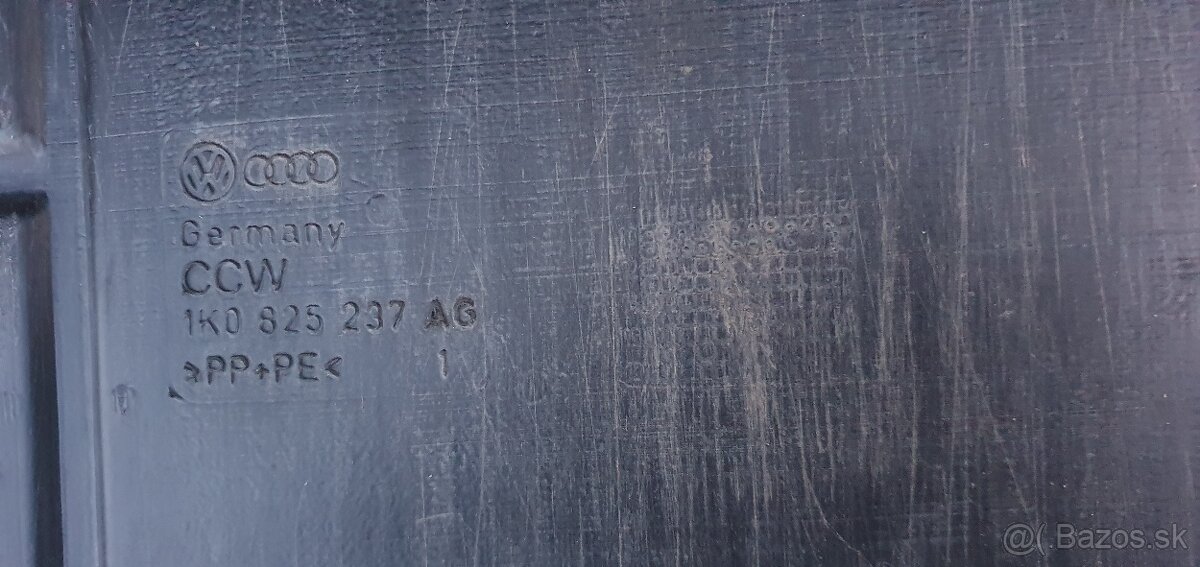 Germany
CCW
1K0 825 237 AG
>PP+PE< 1
@(.Bazos.sk